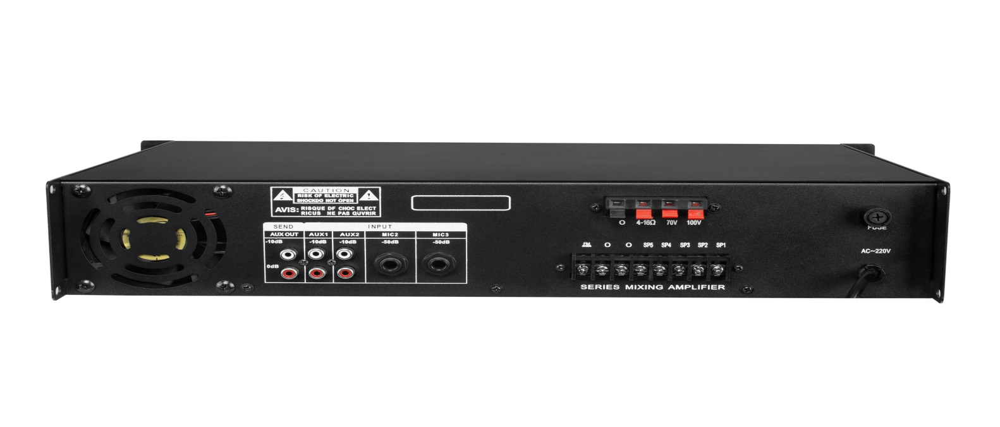 CAUTION
RISK OF ELECTRIC
SHOCKDO NOT OPEN
AVIS: RISQUE DF CHOC ELECT
RICUS NE PAS QUVRIR
SEND INPUT
AUX OUT AUX1 AUX2 MIC2 MIC3
-10dB -10dB -10dB -50dB -50dB
0dB
O 4-16Ω 70V 100V
FM O O SP5 SP4 SP3 SP2 SP1
SERIES MIXING AMPLIFIER
FUSE
AC~220V